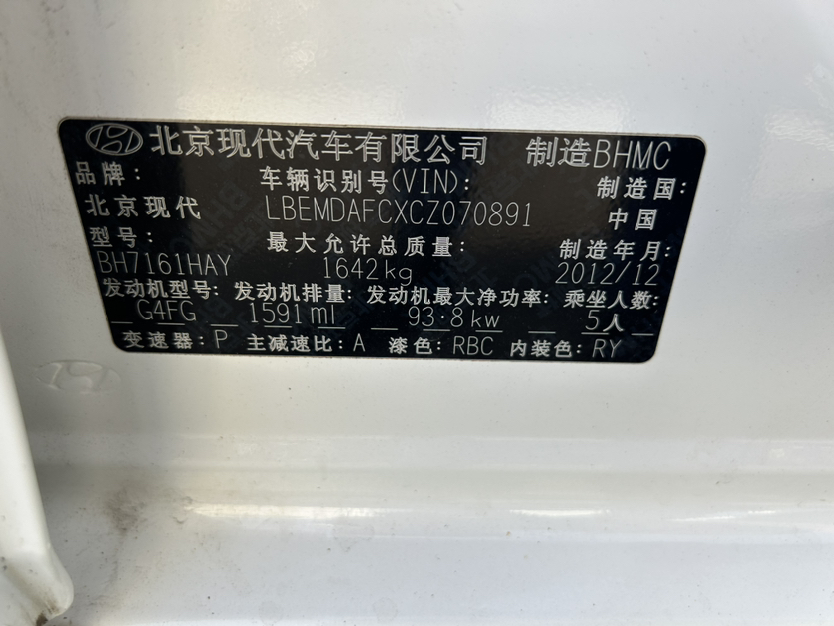 北京现代汽车有限公司 制造BHMC
品牌: 车辆识别号(VIN): 制造国:
北京现代 LBEMDAFCXCZ070891 中国
型号: 最大允许总质量: 制造年月:
BH7161HAY 1642kg 2012/12
发动机型号: 发动机排量: 发动机最大净功率: 乘坐人数:
G4FG 1591ml 93·8kw 5人
变速器: P 主减速比: A 漆色: RBC 内装色: RY